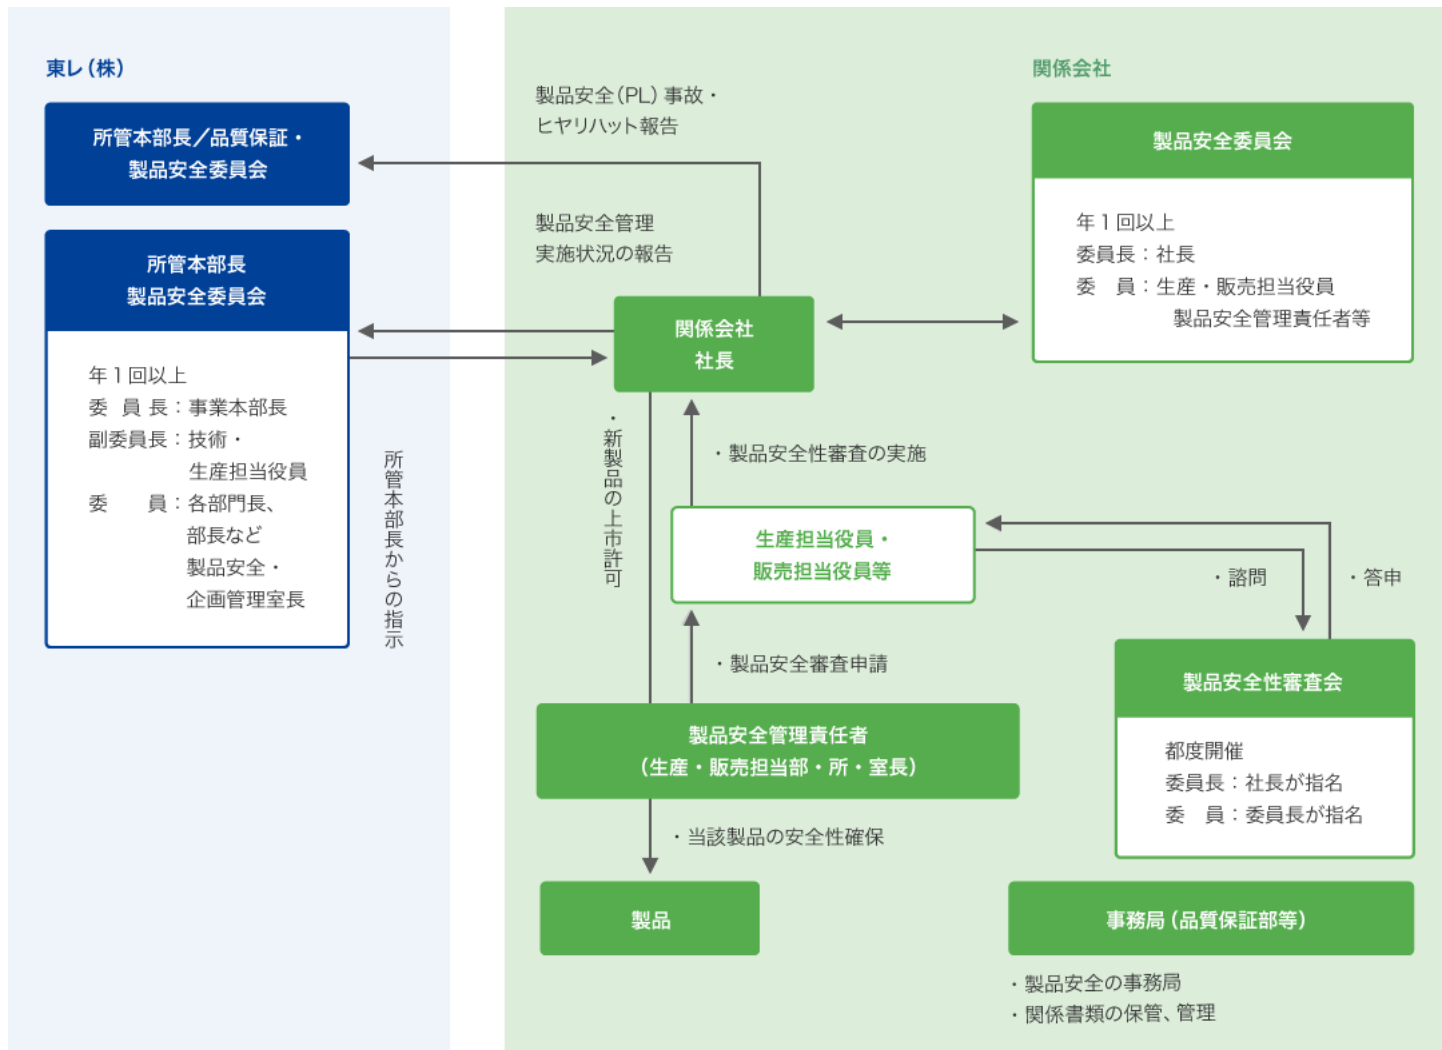 東レ（株）
所管本部長／品質保証・
製品安全委員会
所管本部長
製品安全委員会
年1回以上
委 員 長：事業本部長
副委員長：技術・
生産担当役員
委　　員：各部門長、
部長など
製品安全・
企画管理室長
所管本部長からの指示
関係会社
製品安全（PL）事故・
ヒヤリハット報告
製品安全管理
実施状況の報告
関係会社
社長
製品安全委員会
年1回以上
委員長：社長
委　員：生産・販売担当役員
製品安全管理責任者等
・新製品の上市許可
・製品安全性審査の実施
生産担当役員・
販売担当役員等
・諮問
・答申
・製品安全審査申請
製品安全性審査会
都度開催
委員長：社長が指名
委　員：委員長が指名
製品安全管理責任者
（生産・販売担当部・所・室長）
・当該製品の安全性確保
製品
事務局（品質保証部等）
・製品安全の事務局
・関係書類の保管、管理